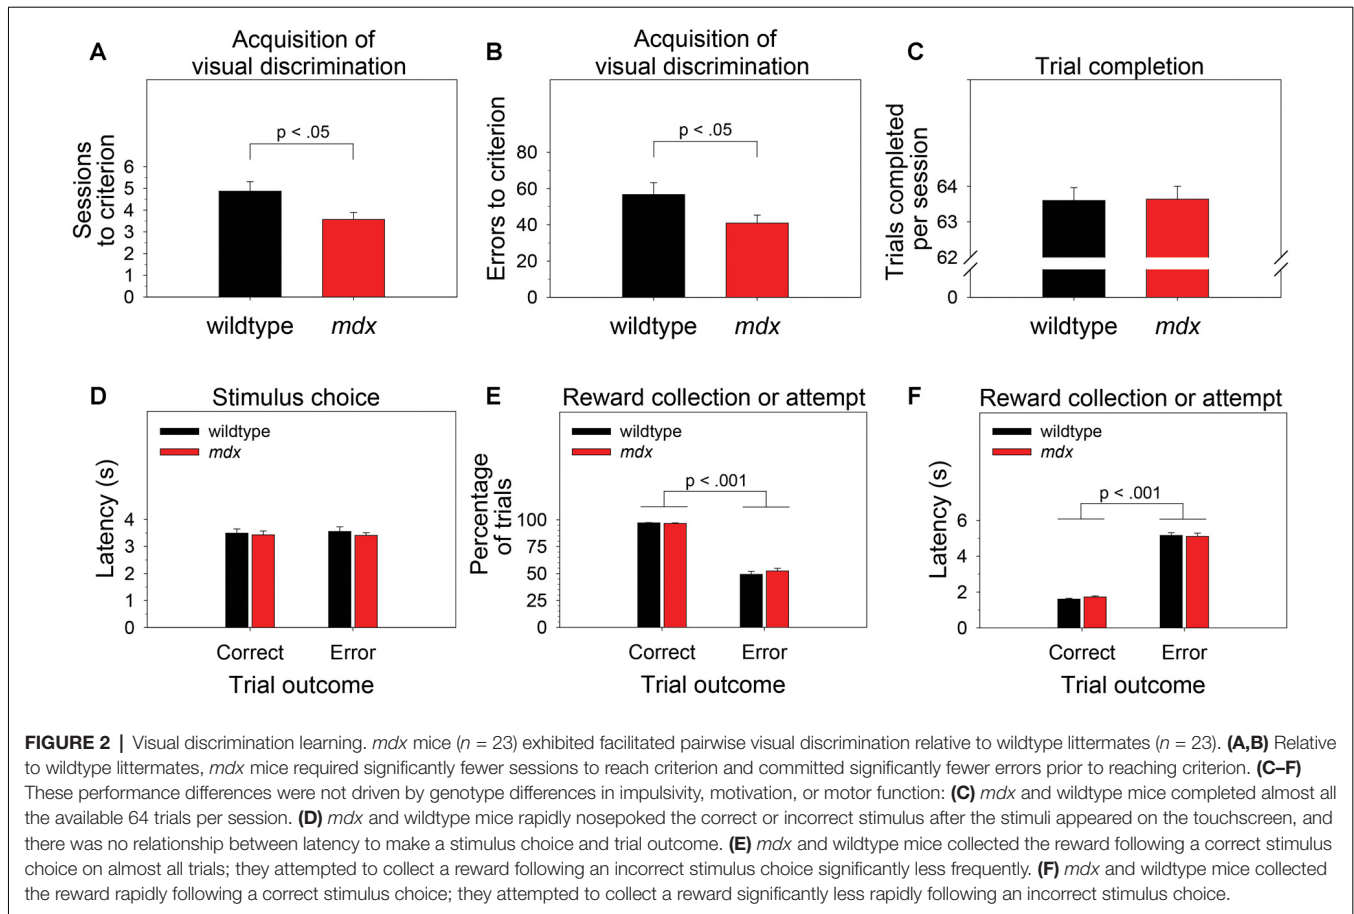 A
Acquisition of
visual discrimination
Sessions
to criterion
6
5
4
3
2
1
0
p < .05
wildtype
mdx
B
Acquisition of
visual discrimination
Errors to criterion
80
60
40
20
0
p < .05
wildtype
mdx
C
Trial completion
Trials completed
per session
64
63
62
0
wildtype
mdx
D
Stimulus choice
wildtype
mdx
Latency (s)
4
3
2
1
0
Correct
Error
Trial outcome
E
Reward collection or attempt
wildtype
mdx
p < .001
Percentage
of trials
100
75
50
25
0
Correct
Error
Trial outcome
F
Reward collection or attempt
wildtype
mdx
p < .001
Latency (s)
6
4
2
0
Correct
Error
Trial outcome
FIGURE 2 | Visual discrimination learning. mdx mice (n = 23) exhibited facilitated pairwise visual discrimination relative to wildtype littermates (n = 23). (A,B) Relative
to wildtype littermates, mdx mice required significantly fewer sessions to reach criterion and committed significantly fewer errors prior to reaching criterion. (C–F)
These performance differences were not driven by genotype differences in impulsivity, motivation, or motor function: (C) mdx and wildtype mice completed almost all
the available 64 trials per session. (D) mdx and wildtype mice rapidly nosepoked the correct or incorrect stimulus after the stimuli appeared on the touchscreen, and
there was no relationship between latency to make a stimulus choice and trial outcome. (E) mdx and wildtype mice collected the reward following a correct stimulus
choice on almost all trials; they attempted to collect a reward following an incorrect stimulus choice significantly less frequently. (F) mdx and wildtype mice collected
the reward rapidly following a correct stimulus choice; they attempted to collect a reward significantly less rapidly following an incorrect stimulus choice.